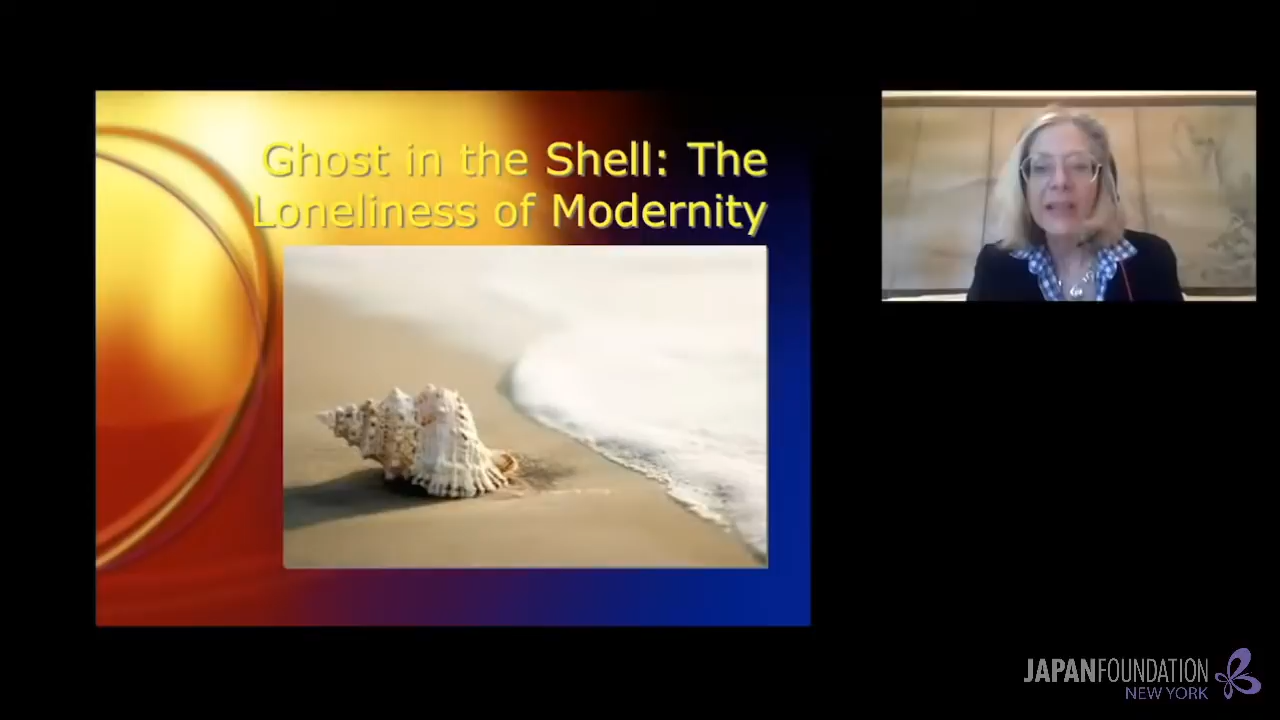 Ghost in the Shell: The
Loneliness of Modernity
JAPANFOUNDATION
NEW YORK